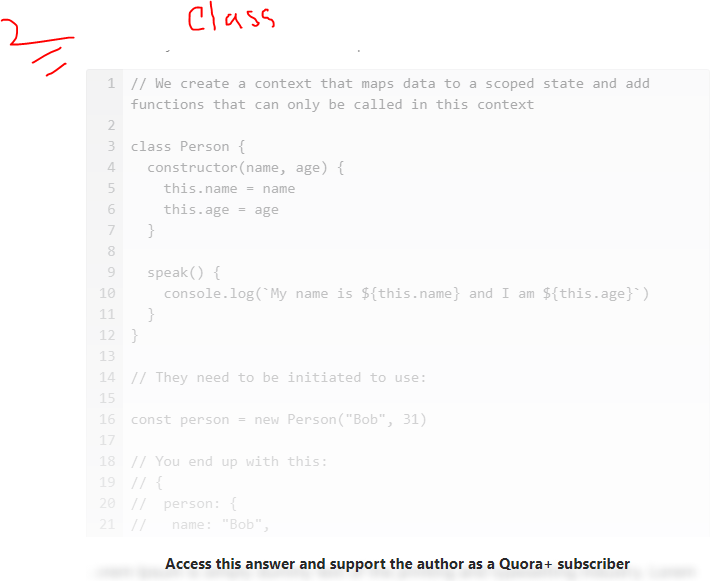 2 Class
1 // We create a context that maps data to a scoped state and add
functions that can only be called in this context
2
3 class Person {
4   constructor(name, age) {
5     this.name = name
6     this.age = age
7   }
8
9   speak() {
10     console.log(`My name is ${this.name} and I am ${this.age}`)
11   }
12 }
13
14 // They need to be initiated to use:
15
16 const person = new Person("Bob", 31)
17
18 // You end up with this:
19 // {
20 //   person: {
21 //    name: "Bob",
Access this answer and support the author as a Quora+ subscriber